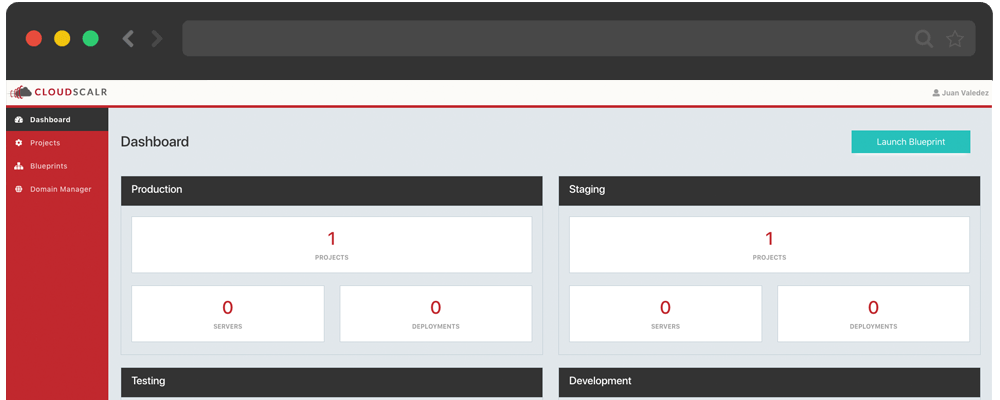 CLOUDSCALR
Juan Valedez
Dashboard
Projects
Blueprints
Domain Manager
Dashboard
Launch Blueprint
Production
1
PROJECTS
0
SERVERS
0
DEPLOYMENTS
Staging
1
PROJECTS
0
SERVERS
0
DEPLOYMENTS
Testing
Development